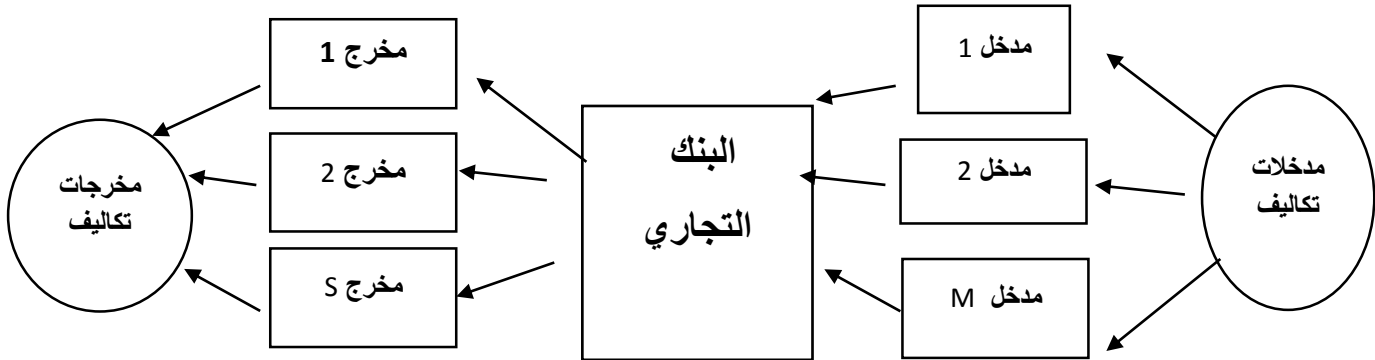 مدخلات
تكاليف
مدخل 1
مدخل 2
مدخل M
البنك
التجاري
مخرج 1
مخرج 2
مخرج S
مخرجات
تكاليف